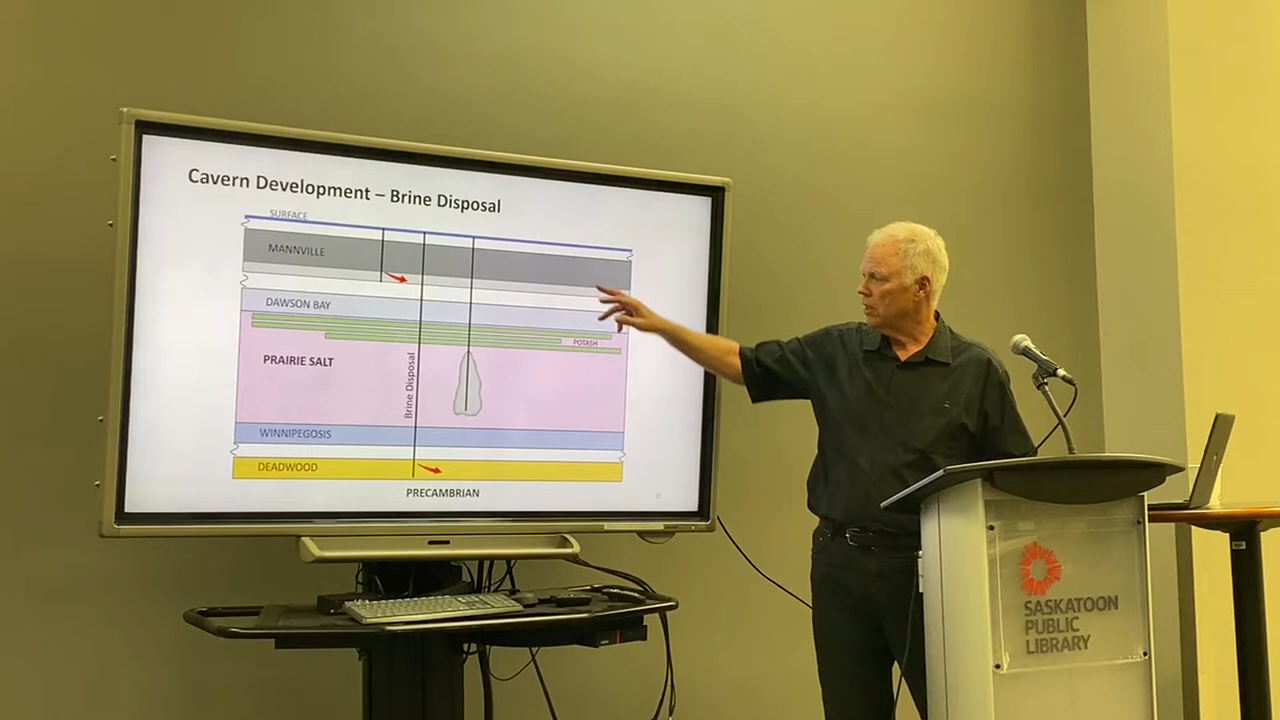 Cavern Development – Brine Disposal
SURFACE
MANNVILLE
DAWSON BAY
POTASH
PRAIRIE SALT
Brine Disposal
WINNIPEGOSIS
DEADWOOD
PRECAMBRIAN
SASKATOON
PUBLIC
LIBRARY